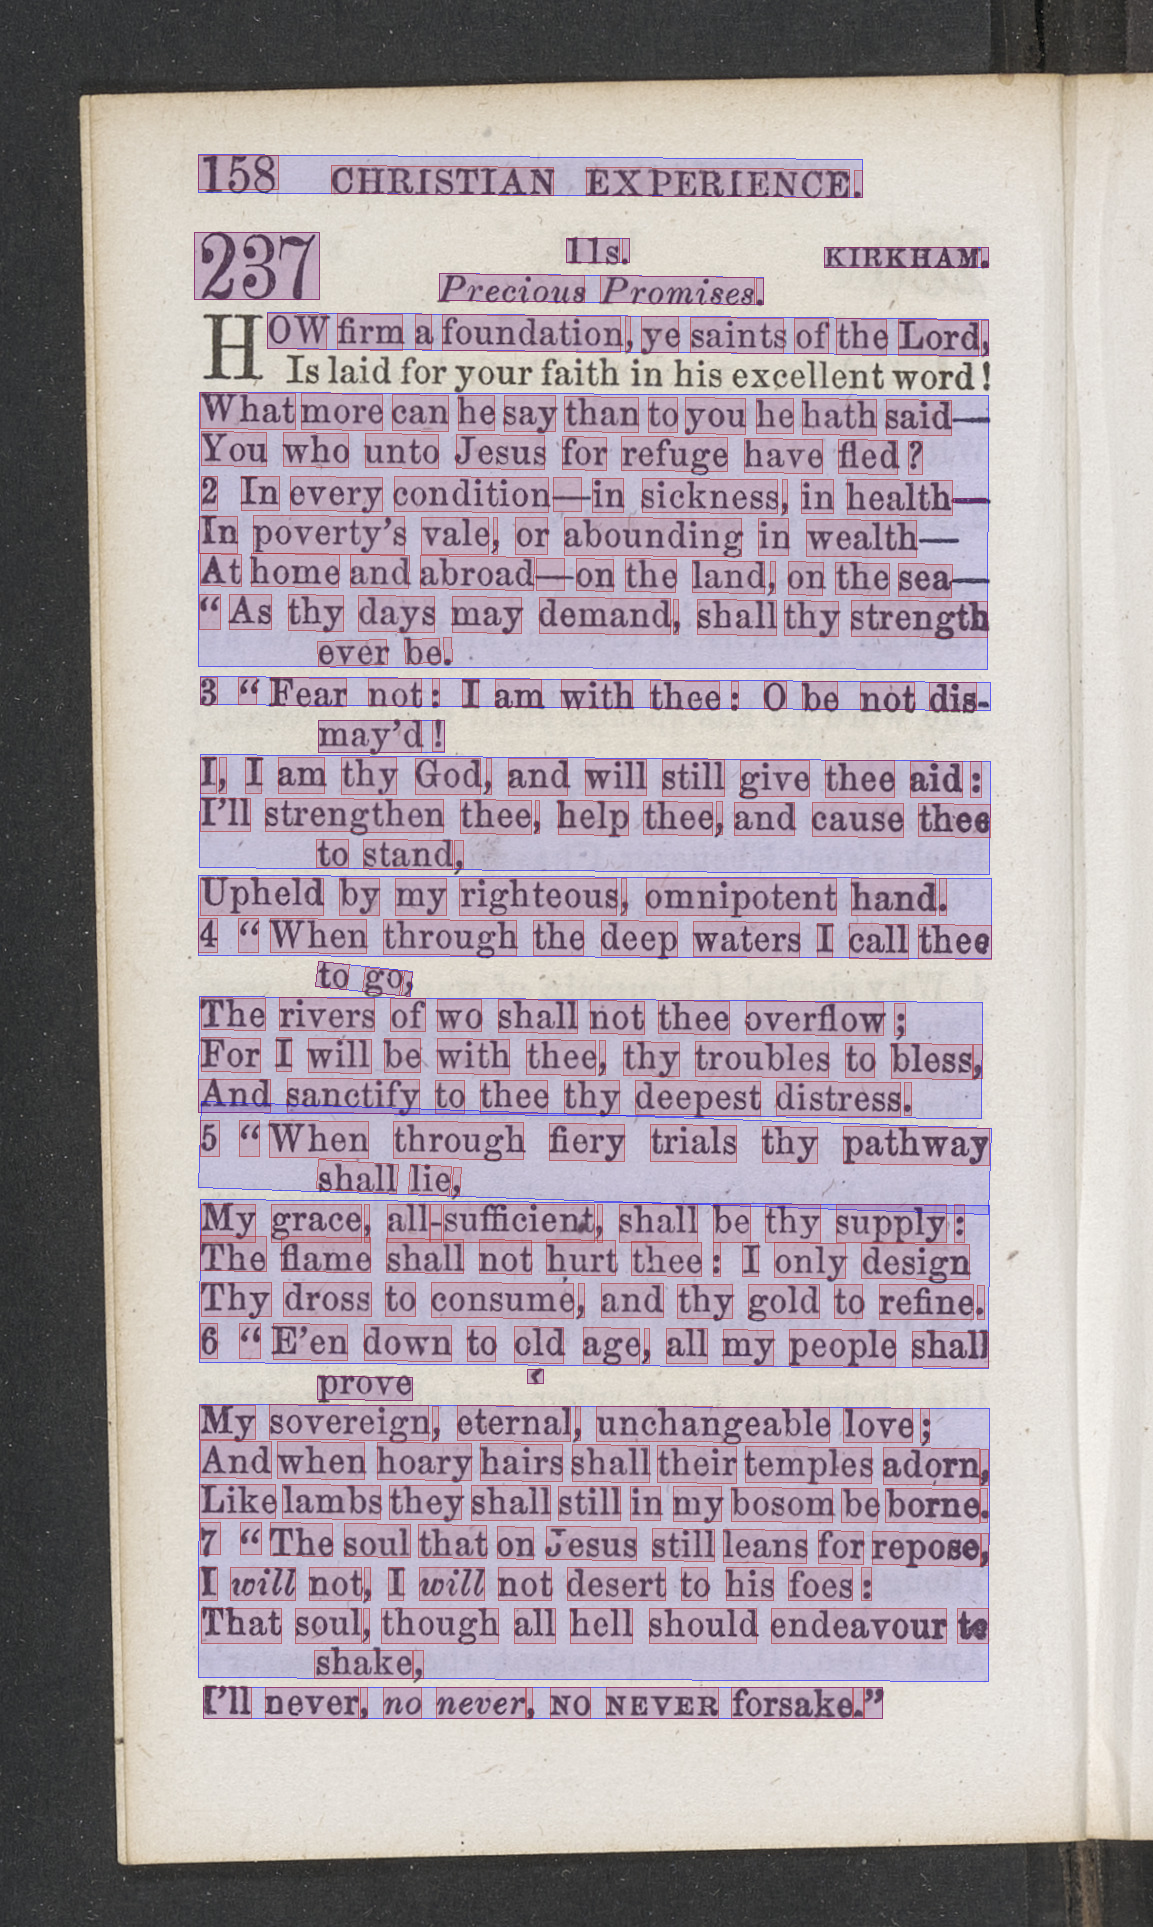 158 CHRISTIAN EXPERIENCE.
237 11s. KIRKHAM.
Precious Promises.
HOW firm a foundation, ye saints of the Lord,
Is laid for your faith in his excellent word!
What more can he say than to you he hath said—
You who unto Jesus for refuge have fled?
2 In every condition—in sickness, in health—
In poverty's vale, or abounding in wealth—
At home and abroad—on the land, on the sea—
“As thy days may demand, shall thy strength
ever be.
3 “Fear not: I am with thee: O be not dis-
may'd!
I, I am thy God, and will still give thee aid:
I'll strengthen thee, help thee, and cause thee
to stand,
Upheld by my righteous, omnipotent hand.
4 “When through the deep waters I call thee
to go,
The rivers of wo shall not thee overflow;
For I will be with thee, thy troubles to bless,
And sanctify to thee thy deepest distress.
5 “When through fiery trials thy pathway
shall lie,
My grace, all-sufficient, shall be thy supply:
The flame shall not hurt thee: I only design
Thy dross to consume, and thy gold to refine.
6 “E'en down to old age, all my people shall
prove
My sovereign, eternal, unchangeable love;
And when hoary hairs shall their temples adorn,
Like lambs they shall still in my bosom be borne.
7 “The soul that on Jesus still leans for repose,
I will not, I will not desert to his foes:
That soul, though all hell should endeavour to
shake,
I'll never, no never, NO NEVER forsake.”